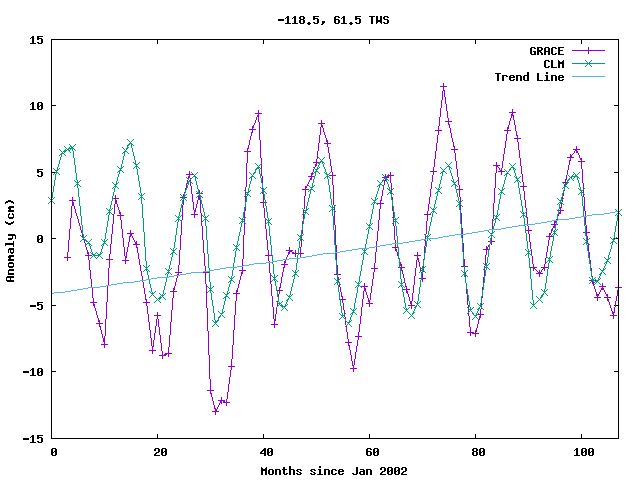 -118.5, 61.5 TWS
GRACE
CLM
Trend Line
15
10
5
0
-5
-10
-15
Anomaly (cm)
0 20 40 60 80 100
Months since Jan 2002